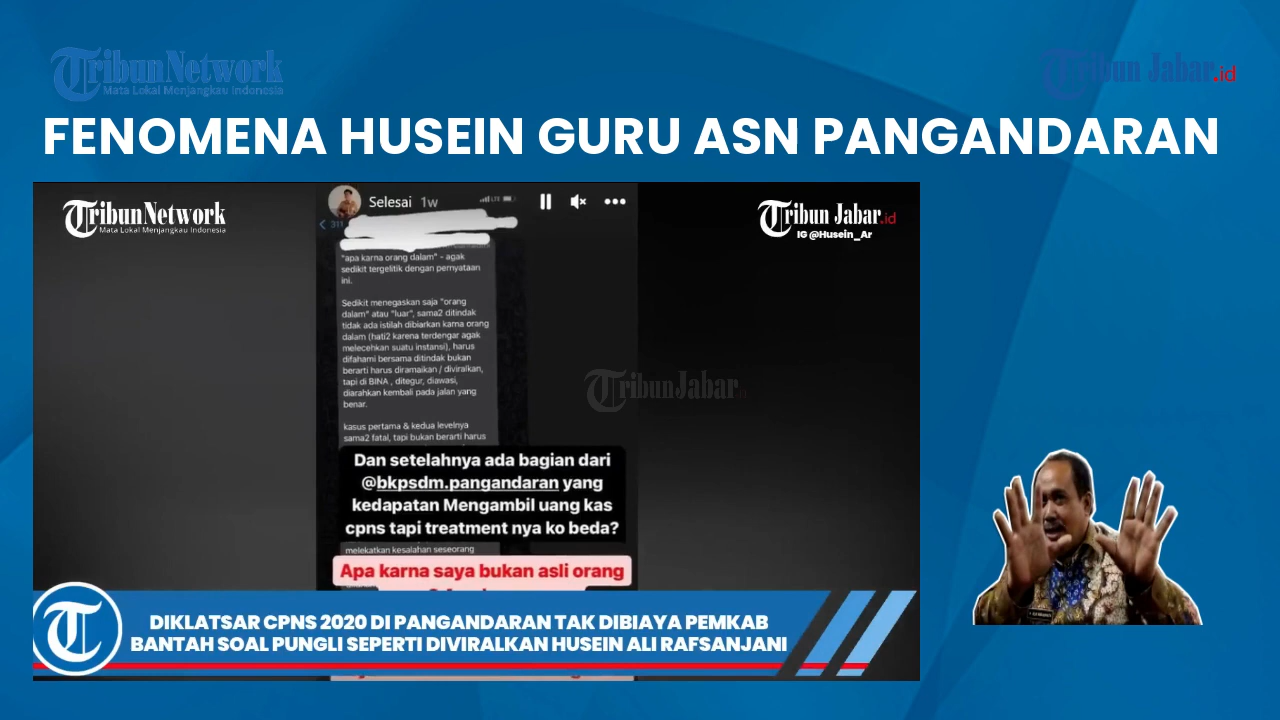 TribunNetwork
Mata Lokal Menjangkau Indonesia
Tribun Jabar.id
FENOMENA HUSEIN GURU ASN PANGANDARAN
TribunNetwork
Mata Lokal Menjangkau Indonesia
Selesai 1w
Tribun Jabar.id
IG @Husein_Ar
311
"apa karna orang dalam" - agak
sedikit tergelitik dengan pernyataan
ini.
Sedikit menegaskan saja "orang
dalam" atau "luar", sama2 ditindak
tidak ada istilah dibiarkan karna orang
dalam (hati2 karena terdengar agak
melecehkan suatu instansi), harus
difahami bersama ditindak bukan
berarti harus diramaikan / diviralkan,
tapi di BINA , ditegur, diawasi,
diarahkan kembali pada jalan yang
benar.
kasus pertama & kedua levelnya
sama2 fatal, tapi bukan berarti harus
TribunJabar
Dan setelahnya ada bagian dari
@bkpsdm.pangandaran yang
kedapatan Mengambil uang kas
cpns tapi treatment nya ko beda?
melekatkan kesalahan seseorang
Apa karna saya bukan asli orang
DIKLATSAR CPNS 2020 DI PANGANDARAN TAK DIBIAYA PEMKAB
BANTAH SOAL PUNGLI SEPERTI DIVIRALKAN HUSEIN ALI RAFSANJANI